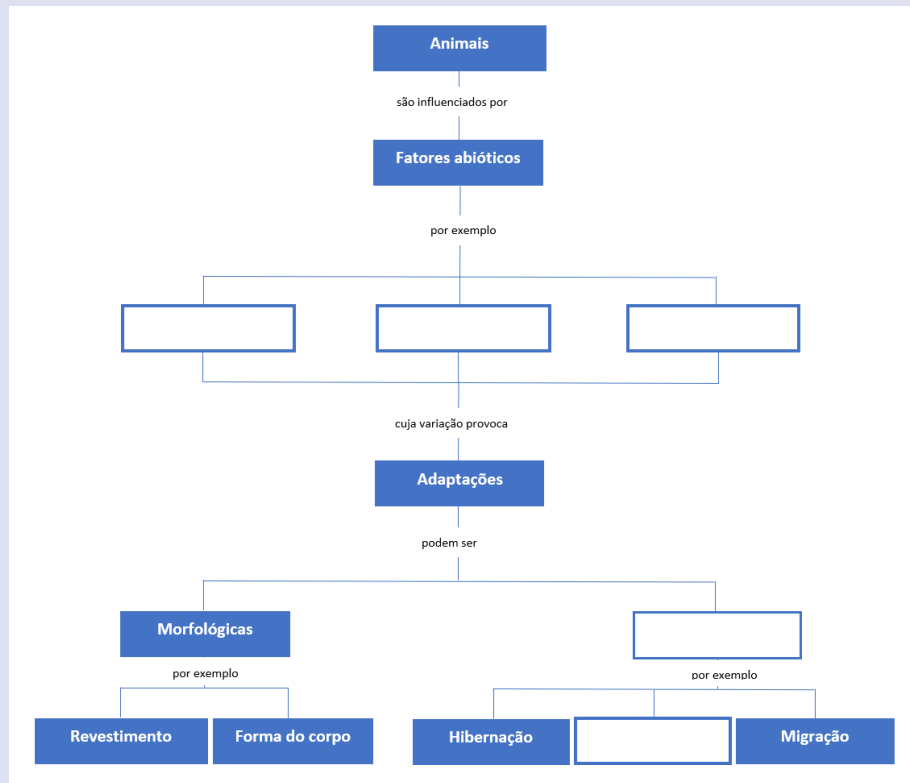 Animais
são influenciados por
Fatores abióticos
por exemplo
cuja variação provoca
Adaptações
podem ser
Morfológicas
por exemplo
por exemplo
Revestimento
Forma do corpo
Hibernação
Migração